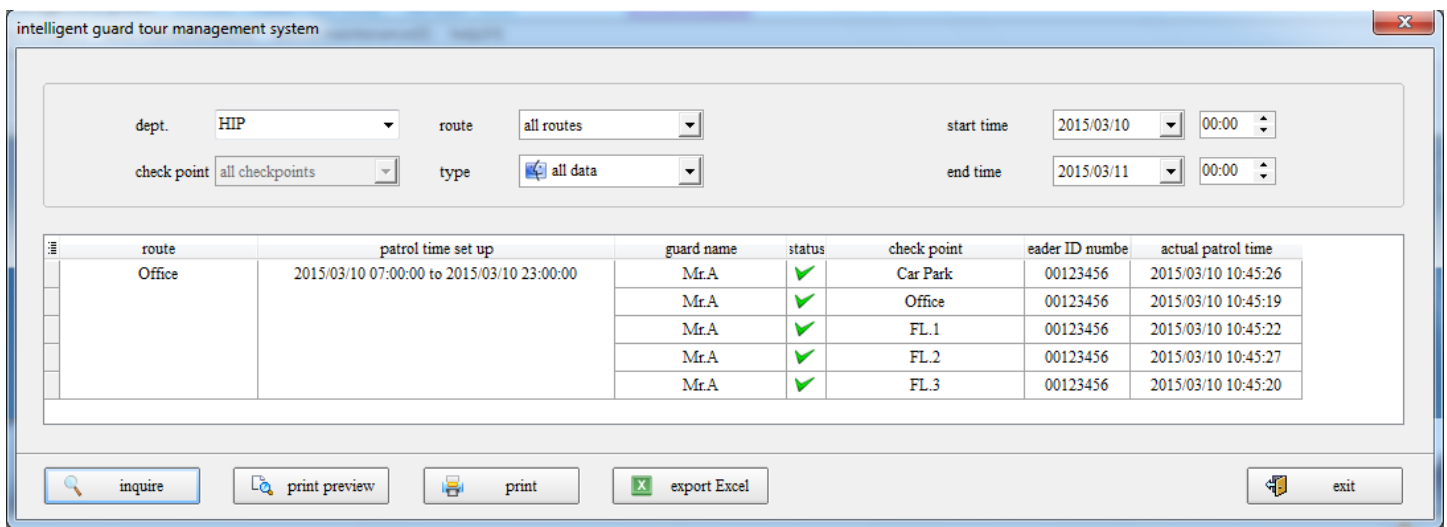 intelligent guard tour management system
dept. HIP route all routes start time 2015/03/10 00:00
check point all checkpoints type all data end time 2015/03/11 00:00
route patrol time set up guard name status check point eader ID numbe actual patrol time
Office 2015/03/10 07:00:00 to 2015/03/10 23:00:00 Mr.A Car Park 00123456 2015/03/10 10:45:26
Mr.A Office 00123456 2015/03/10 10:45:19
Mr.A FL.1 00123456 2015/03/10 10:45:22
Mr.A FL.2 00123456 2015/03/10 10:45:27
Mr.A FL.3 00123456 2015/03/10 10:45:20
inquire print preview print export Excel exit